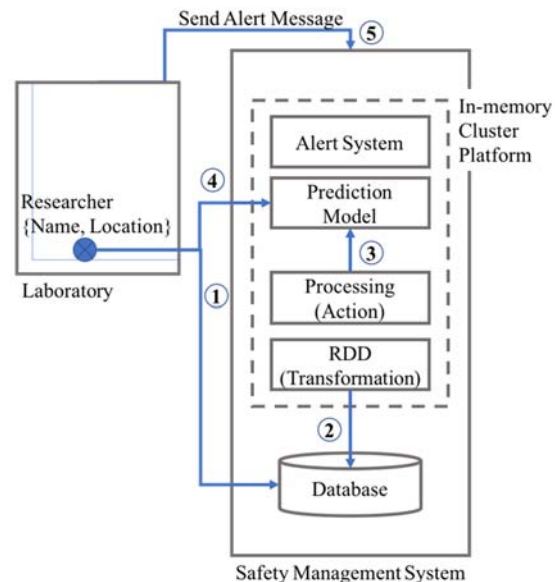 Send Alert Message
⑤
In-memory
Cluster
Platform
Alert System
④
Prediction
Model
Researcher
{Name, Location}
③
Laboratory
①
Processing
(Action)
RDD
(Transformation)
②
Database
Safety Management System